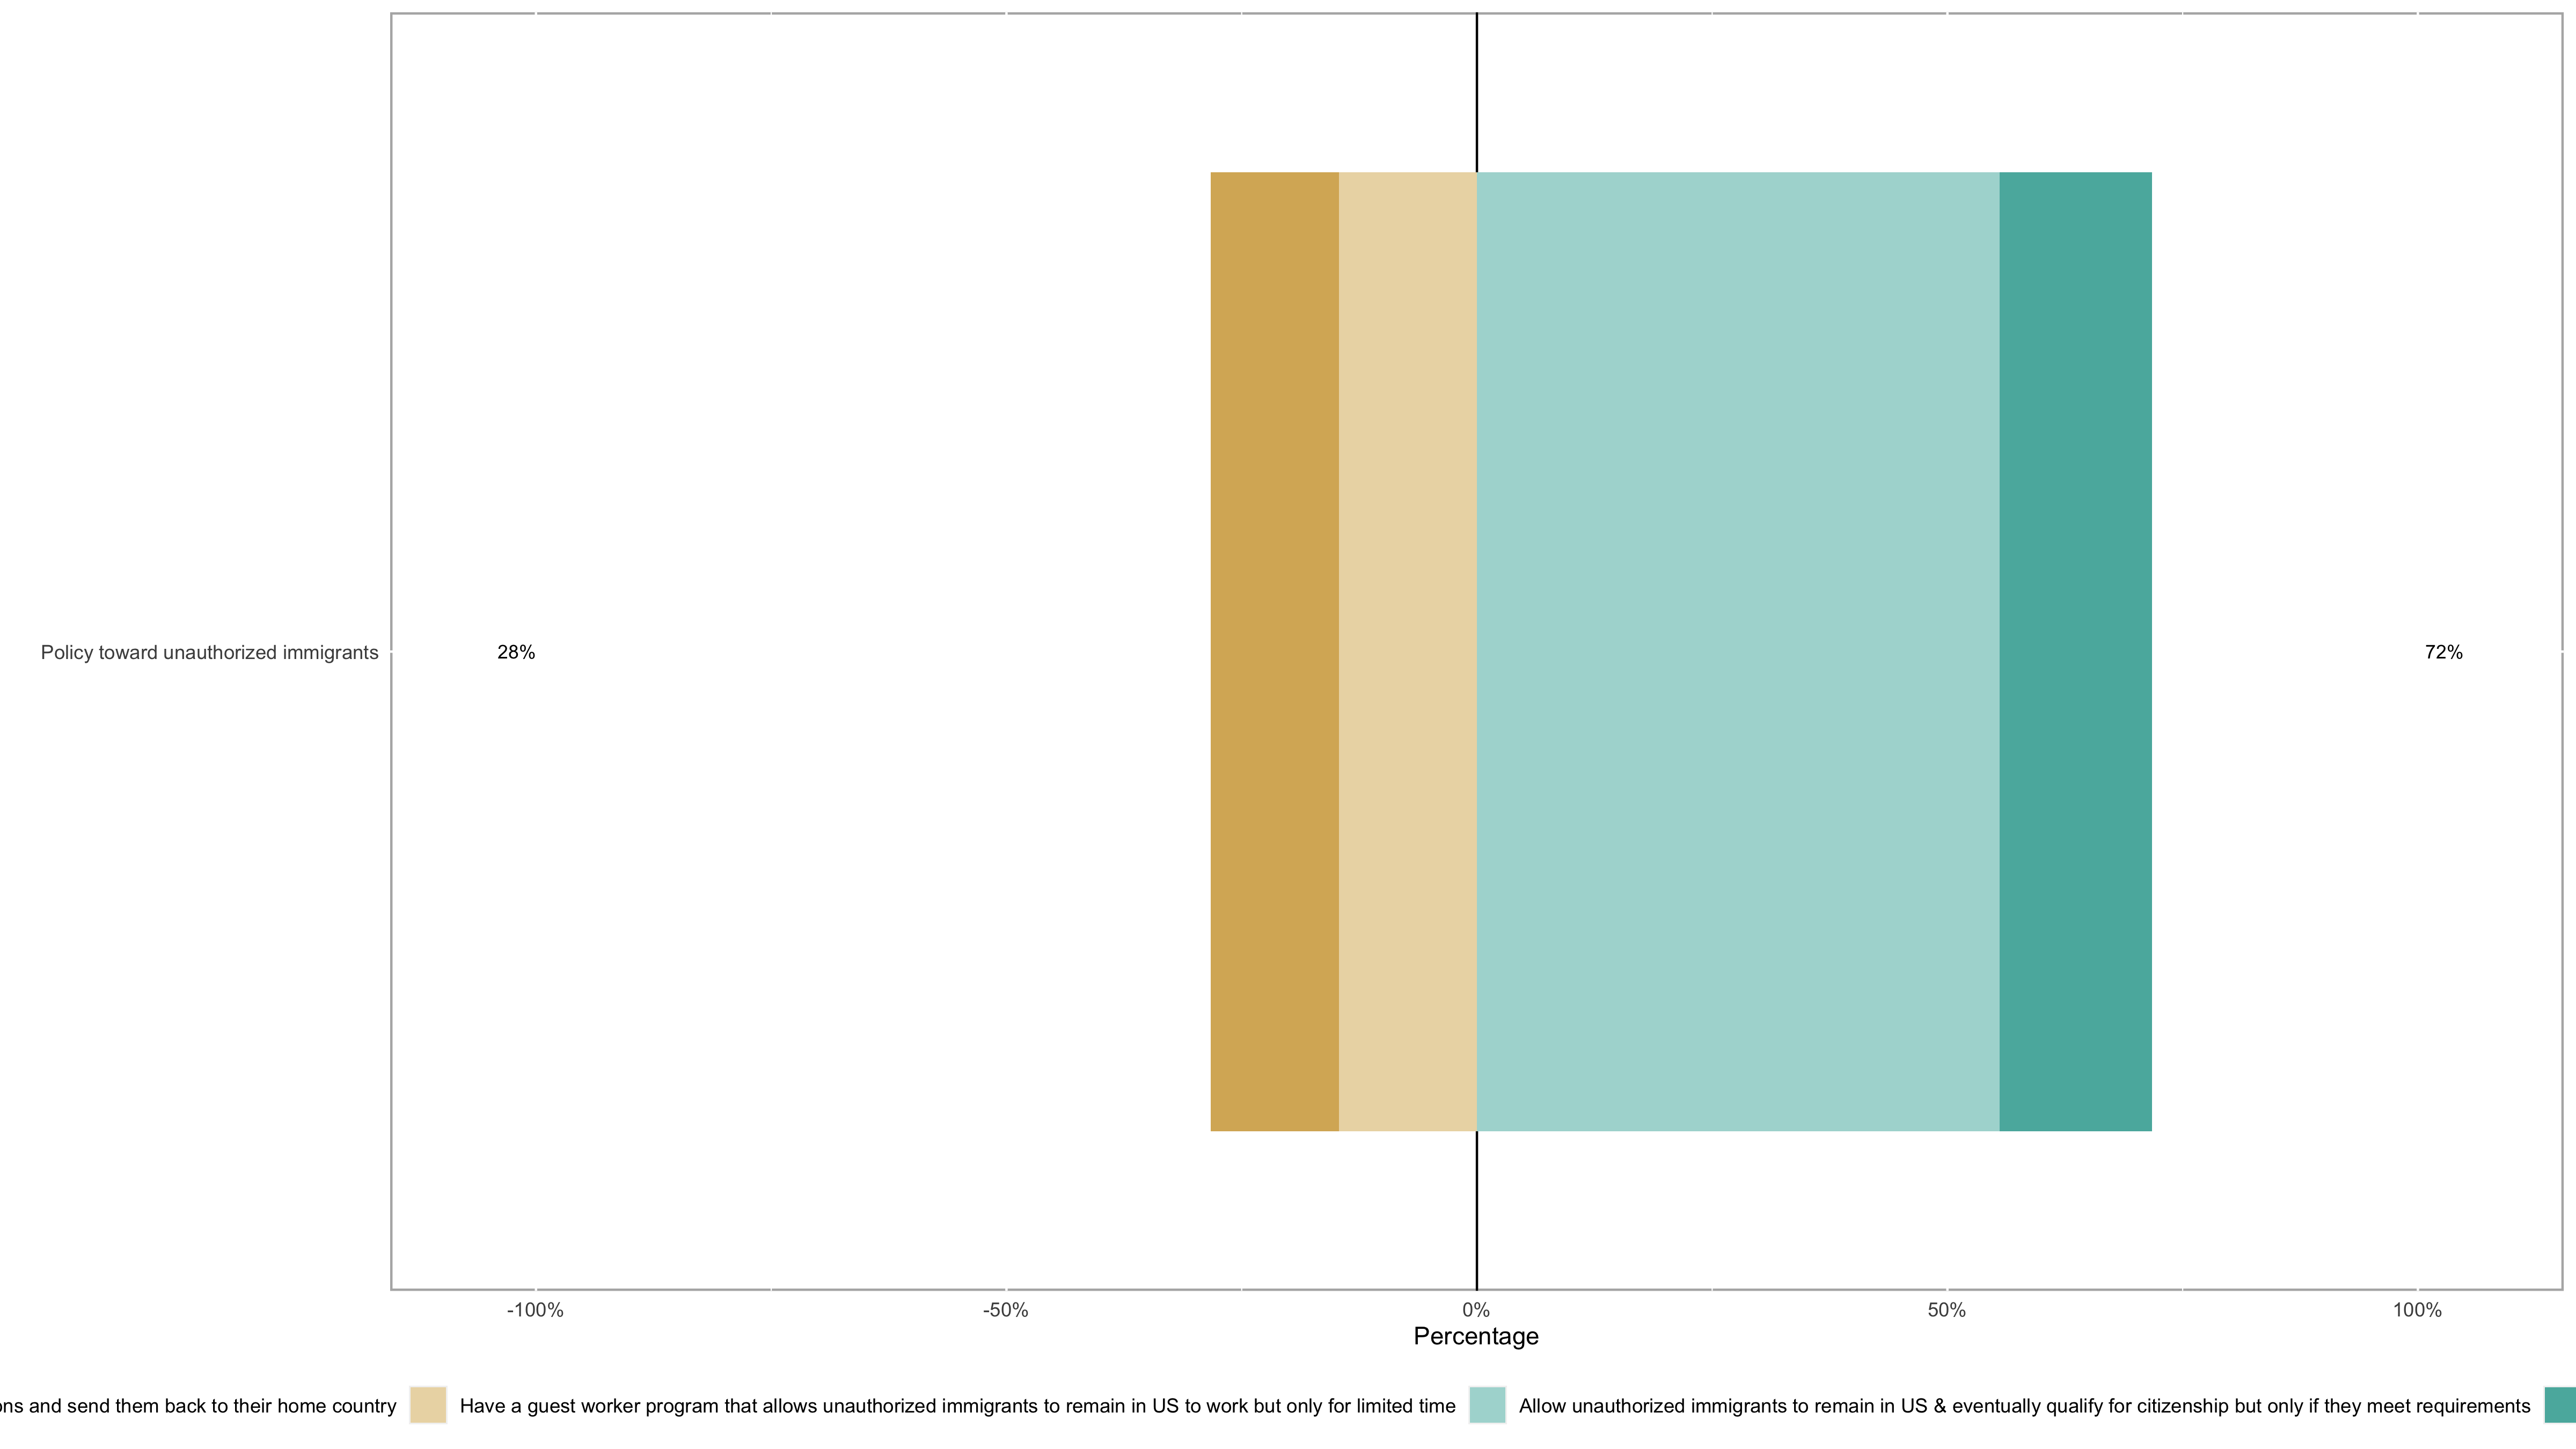 Policy toward unauthorized immigrants
28%
72%
-100% -50% 0% 50% 100%
Percentage
and send them back to their home country Have a guest worker program that allows unauthorized immigrants to remain in US to work but only for limited time Allow unauthorized immigrants to remain in US & eventually qualify for citizenship but only if they meet requirements